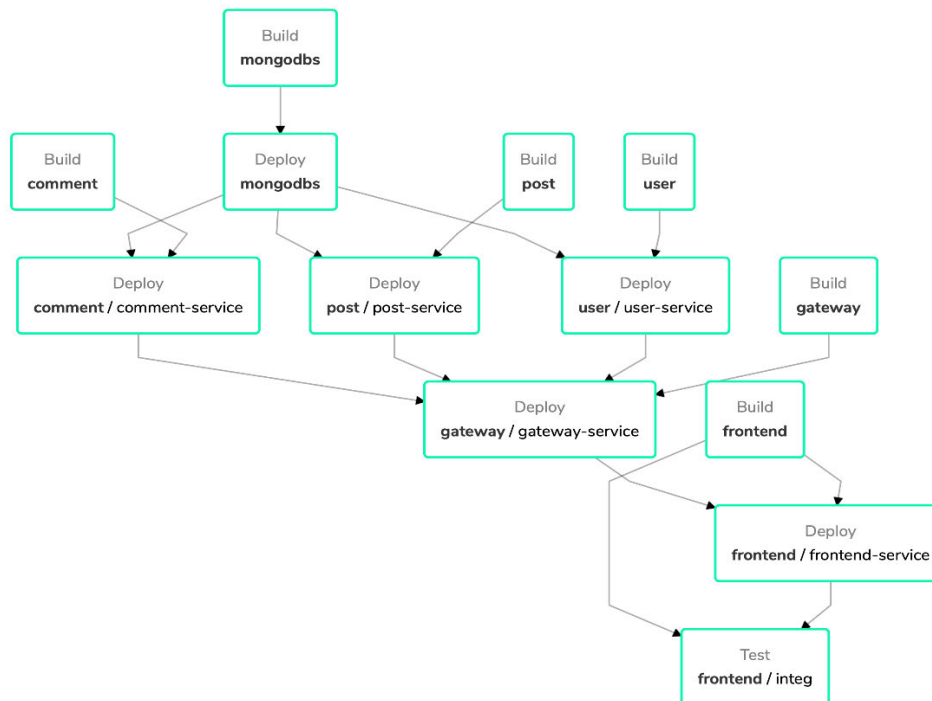 Build
mongodbs
Build
comment
Deploy
mongodbs
Build
post
Build
user
Deploy
comment / comment-service
Deploy
post / post-service
Deploy
user / user-service
Build
gateway
Deploy
gateway / gateway-service
Build
frontend
Deploy
frontend / frontend-service
Test
frontend / integ